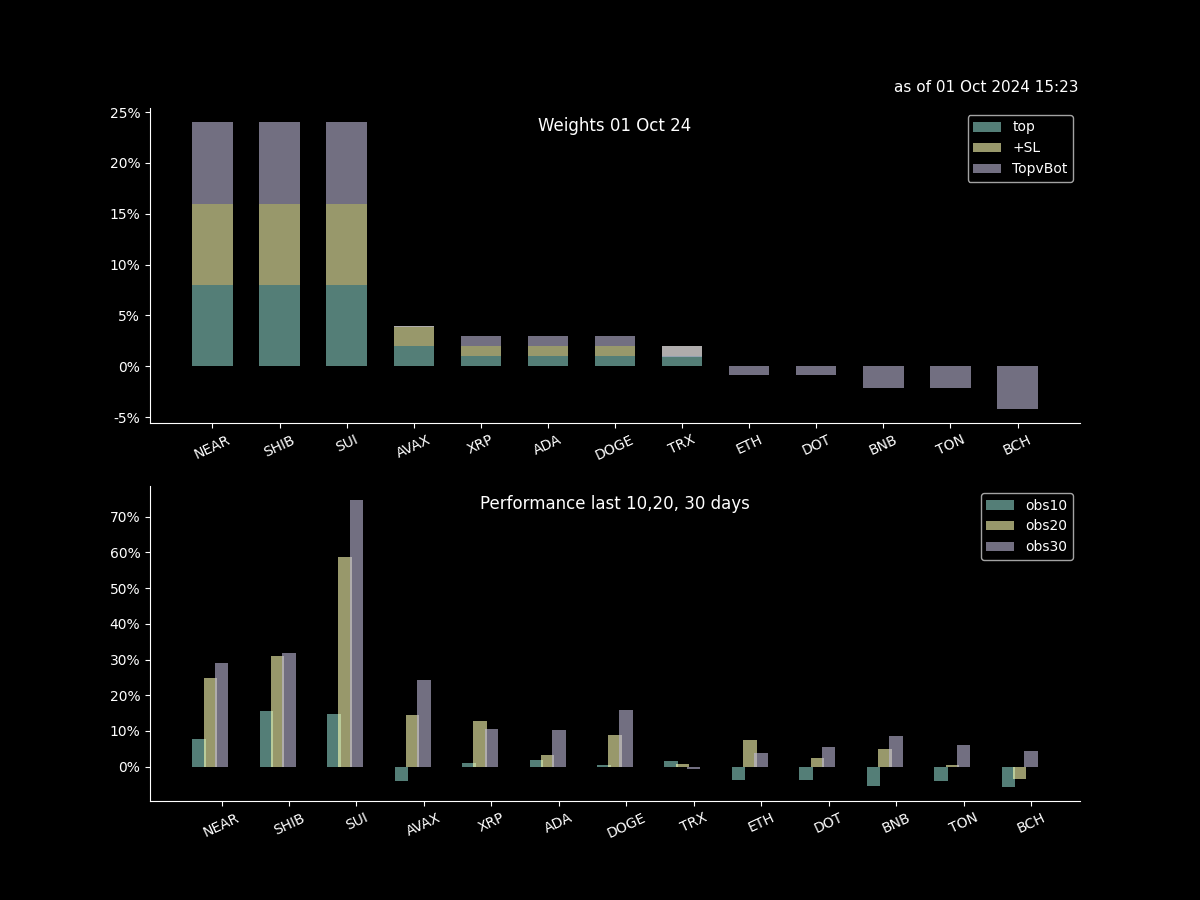 as of 01 Oct 2024 15:23
Weights 01 Oct 24
25%
20%
15%
10%
5%
0%
-5%
top
+SL
TopvBot
NEAR SHIB SUI AVAX XRP ADA DOGE TRX ETH DOT BNB TON BCH
Performance last 10,20, 30 days
70%
60%
50%
40%
30%
20%
10%
0%
obs10
obs20
obs30
NEAR SHIB SUI AVAX XRP ADA DOGE TRX ETH DOT BNB TON BCH